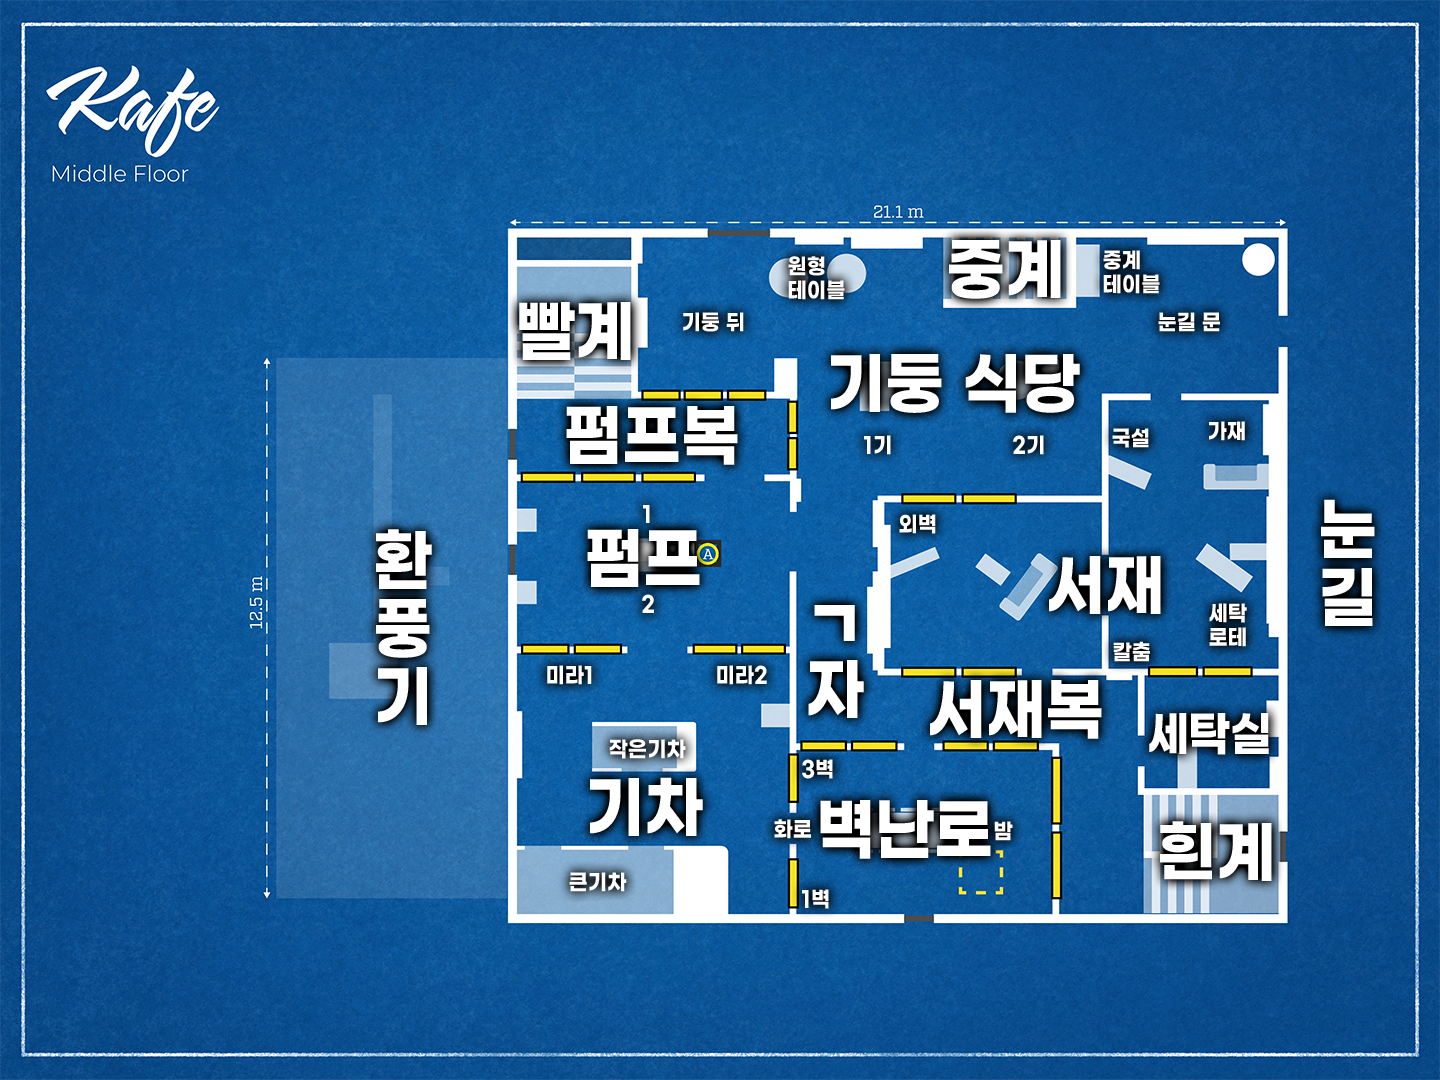 Kafe
Middle Floor
21.1 m
12.5 m
빨계
기둥 뒤
원형
테이블
중계
중계
테이블
눈길 문
기둥 식당
1기
2기
펌프복
국설
가재
1
펌프
A
2
외벽
서재
세탁
로테
칼춤
눈길
환풍기
ㄱ자
미라1
미라2
서재복
세탁실
작은기차
기차
큰기차
3벽
화로
벽난로
밤
1벽
흰계